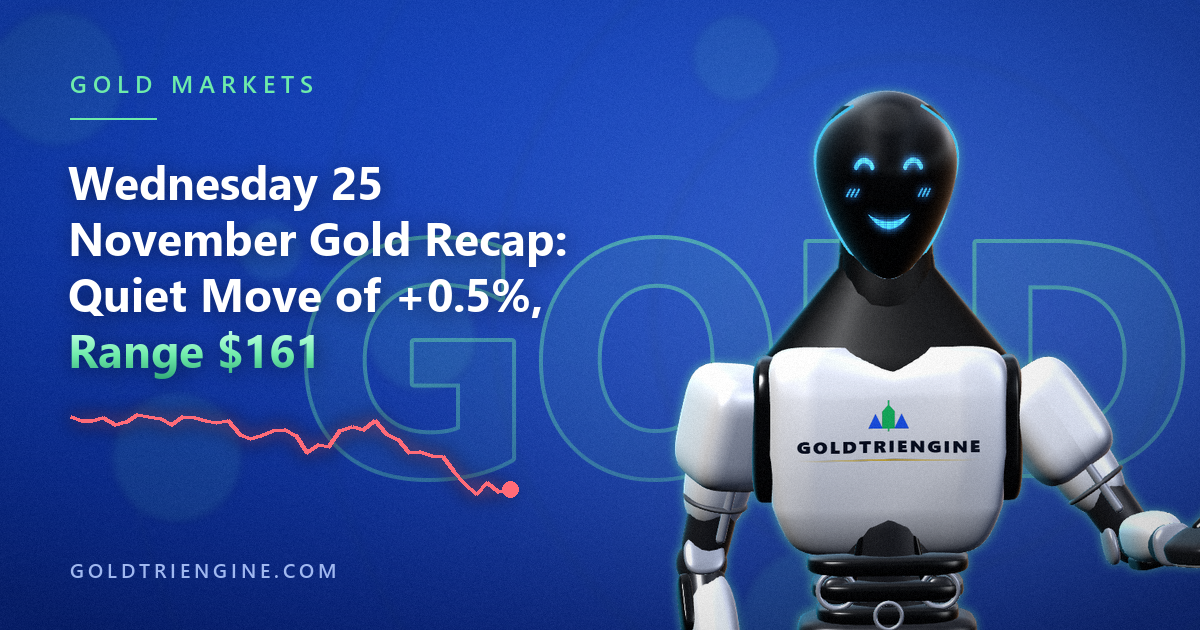 GOLD MARKETS
Wednesday 25
November Gold Recap:
Quiet Move of +0.5%,
Range $161
GOLD
GOLDTRIENGINE
GOLDTRIENGINE.COM